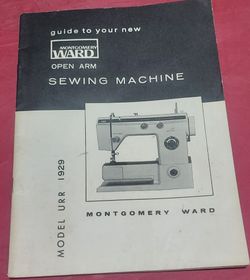 guide to your new
MONTGOMERY
WARD
OPEN ARM
SEWING MACHINE
MODEL URR 1929
MONTGOMERY WARD